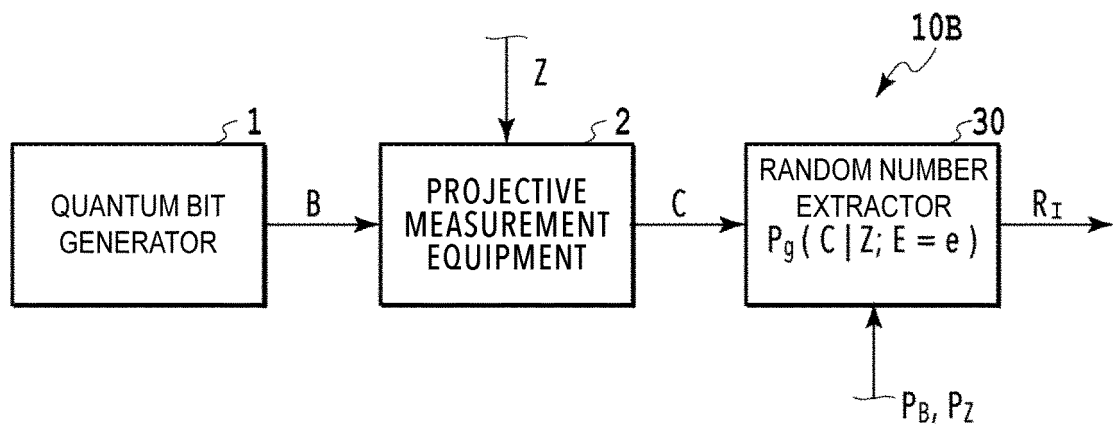 10B
Z
1
2
30
QUANTUM BIT
GENERATOR
B
PROJECTIVE
MEASUREMENT
EQUIPMENT
C
RANDOM NUMBER
EXTRACTOR
Pg(C|Z;E=e)
RI
PB, PZ